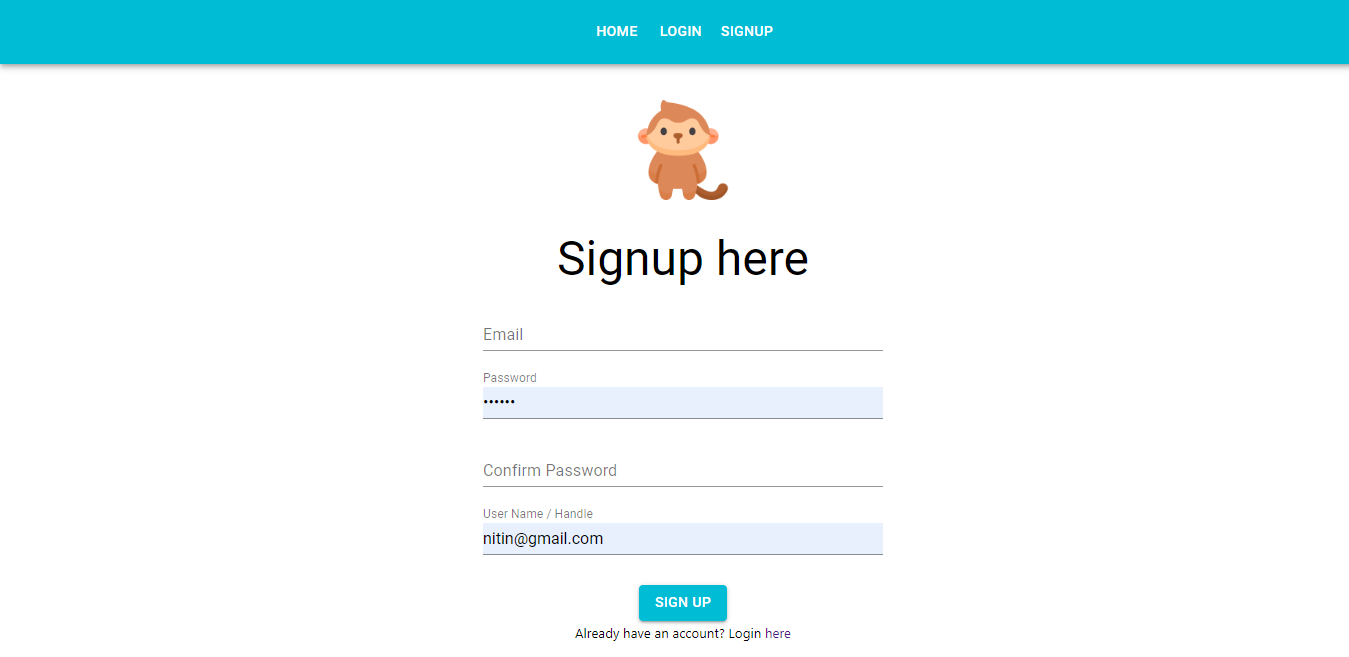 HOME LOGIN SIGNUP
Signup here
Email
Password
••••••
Confirm Password
User Name / Handle
nitin@gmail.com
SIGN UP
Already have an account? Login here